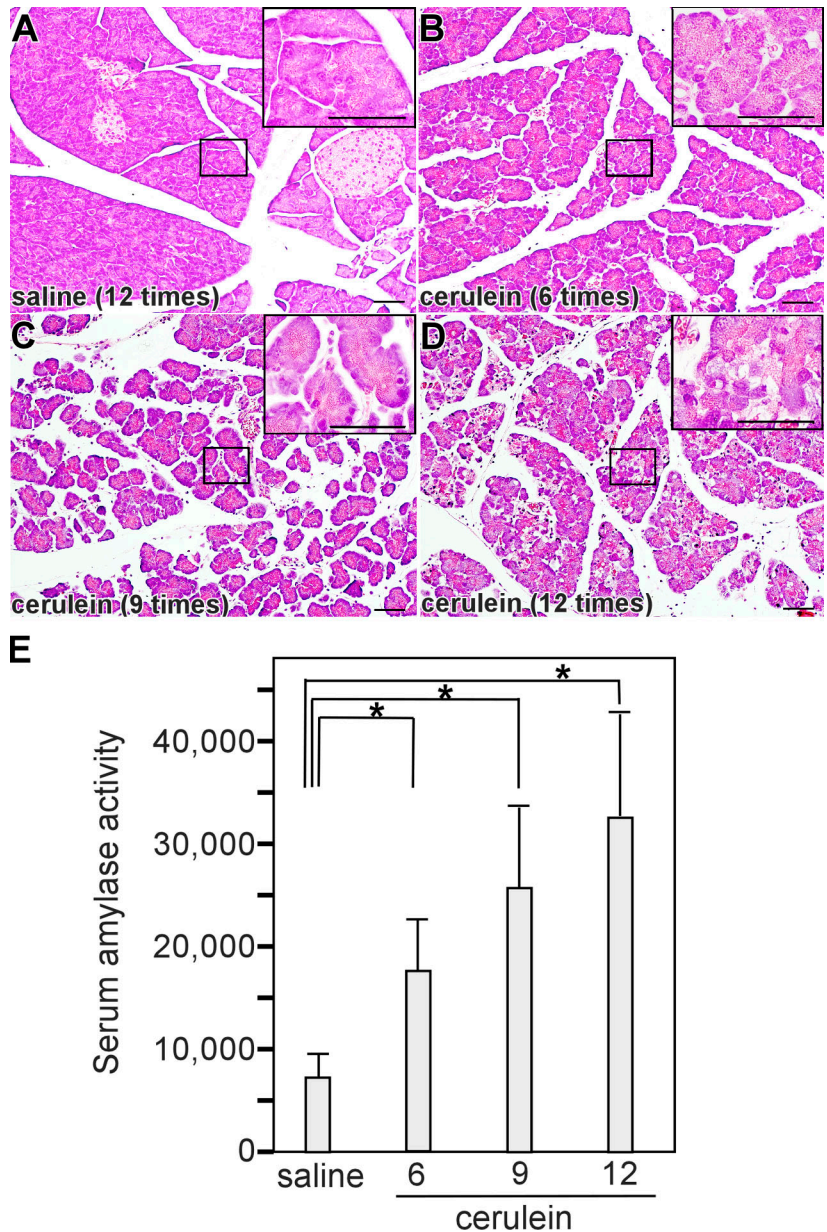 A
B
saline (12 times)
cerulein (6 times)
C
D
cerulein (9 times)
cerulein (12 times)
E
Serum amylase activity
40,000
30,000
20,000
10,000
0
*
*
*
saline
6
9
12
cerulein